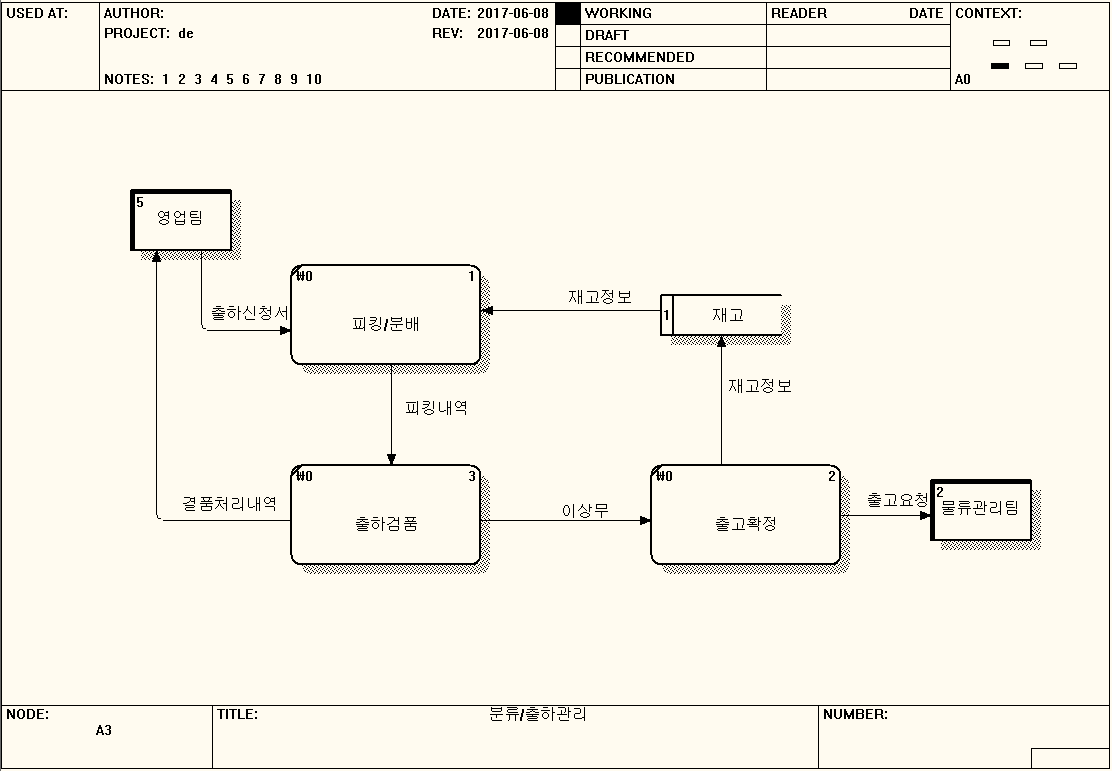 USED AT:
AUTHOR:
DATE: 2017-06-08
PROJECT: de
REV: 2017-06-08
NOTES: 1 2 3 4 5 6 7 8 9 10
WORKING
DRAFT
RECOMMENDED
PUBLICATION
READER DATE
CONTEXT:
A0
5
영업팀
출하신청서
₩0 1
피킹/분배
재고정보
1 재고
재고정보
피킹내역
결품처리내역
₩0 3
출하검품
이상무
₩0 2
출고확정
출고요청
2
물류관리팀
NODE:
A3
TITLE:
분류/출하관리
NUMBER: